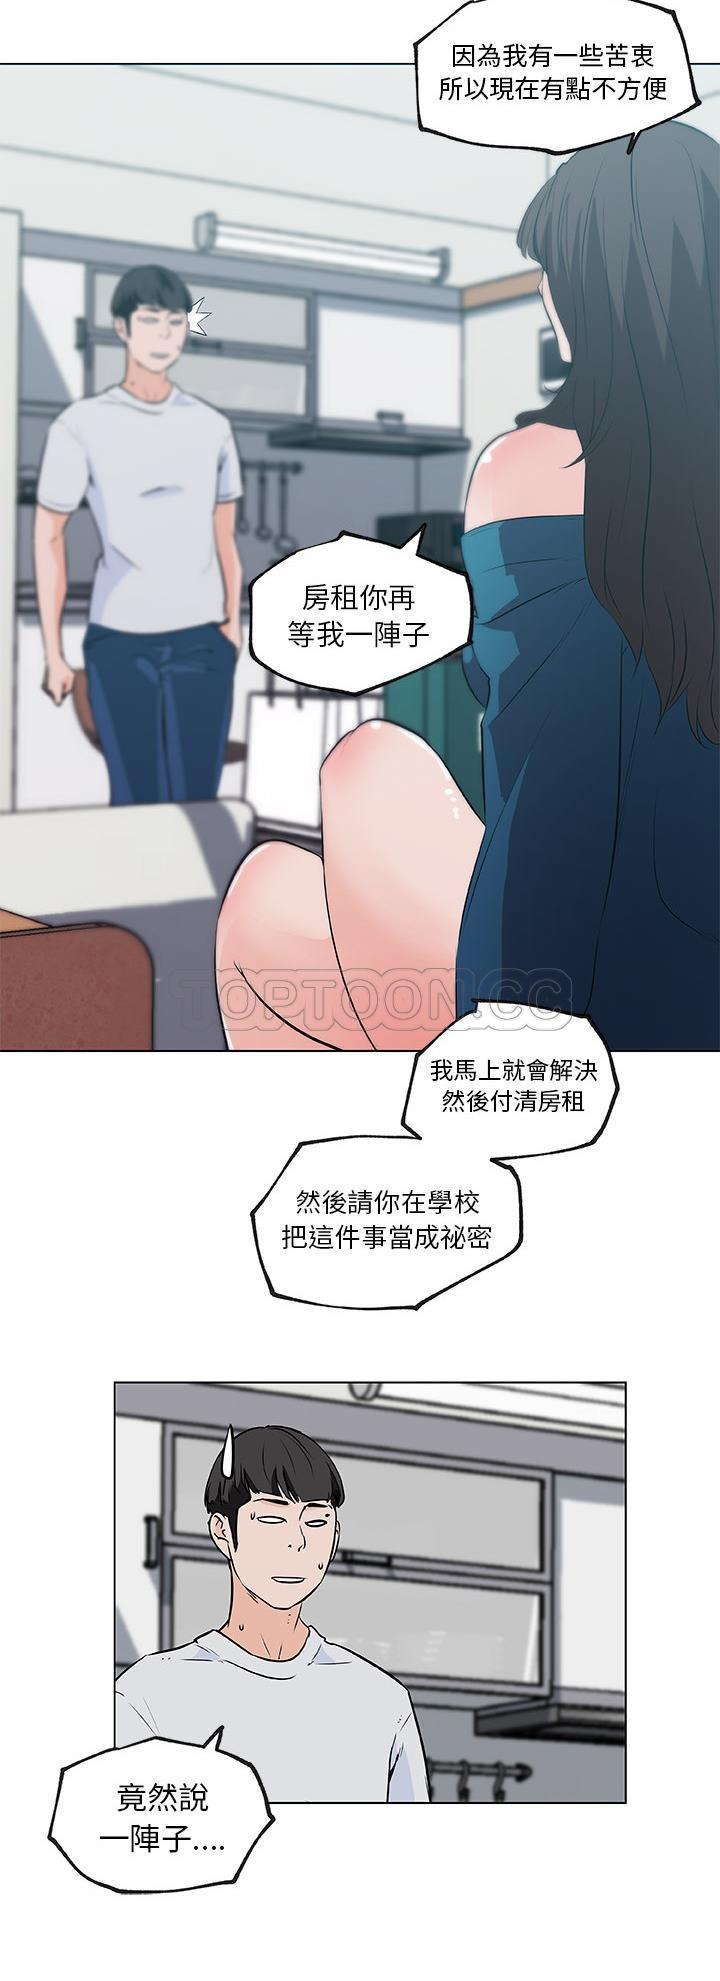 因為我有一些苦衷
所以現在有點不方便
房租你再
等我一陣子
TOPTOON.CC
我馬上就會解決
然後付清房租
然後請你在學校
把這件事當成祕密
竟然說
一陣子....